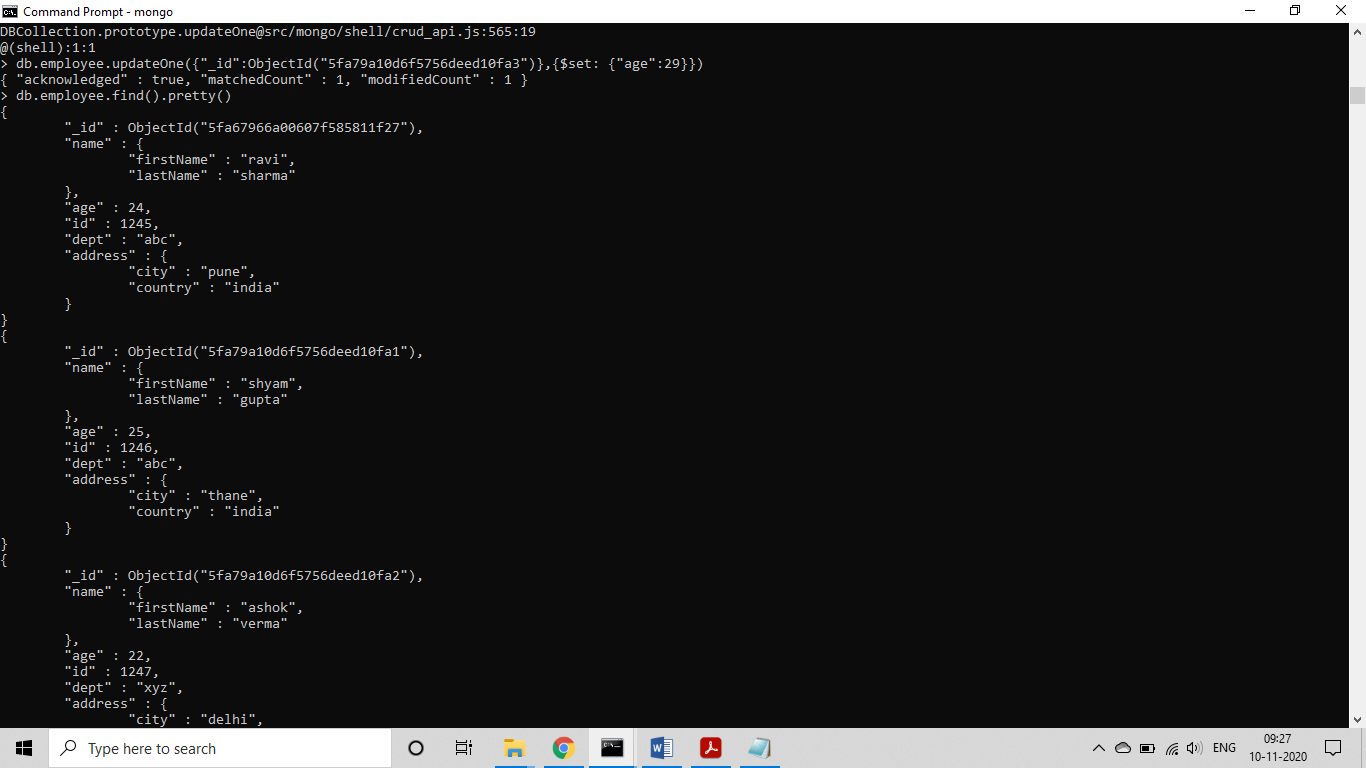 Command Prompt - mongo
DBCollection.prototype.updateOne@src/mongo/shell/crud_api.js:565:19
@(shell):1:1
> db.employee.updateOne({"_id":ObjectId("5fa79a10d6f5756deed10fa3")},{$set: {"age":29}})
{ "acknowledged" : true, "matchedCount" : 1, "modifiedCount" : 1 }
> db.employee.find().pretty()
{
"_id" : ObjectId("5fa67966a00607f585811f27"),
"name" : {
"firstName" : "ravi",
"lastName" : "sharma"
},
"age" : 24,
"id" : 1245,
"dept" : "abc",
"address" : {
"city" : "pune",
"country" : "india"
}
}
{
"_id" : ObjectId("5fa79a10d6f5756deed10fa1"),
"name" : {
"firstName" : "shyam",
"lastName" : "gupta"
},
"age" : 25,
"id" : 1246,
"dept" : "abc",
"address" : {
"city" : "thane",
"country" : "india"
}
}
{
"_id" : ObjectId("5fa79a10d6f5756deed10fa2"),
"name" : {
"firstName" : "ashok",
"lastName" : "verma"
},
"age" : 22,
"id" : 1247,
"dept" : "xyz",
"address" : {
"city" : "delhi",
Type here to search
ENG
09:27
10-11-2020